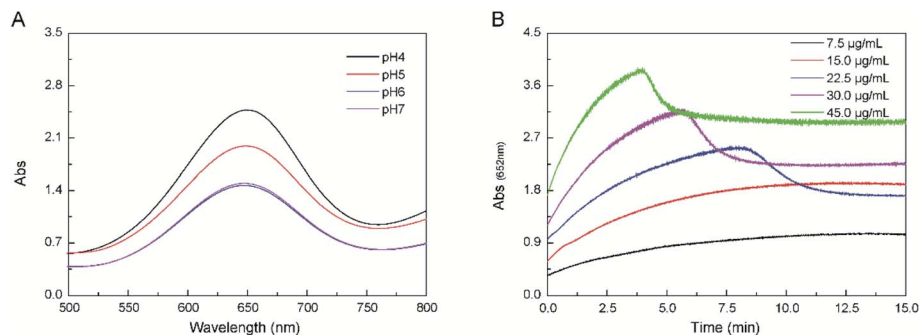 A
3.5
2.8
2.1
1.4
0.7
0.0
Abs
500
550
600
650
700
750
800
Wavelength (nm)
pH4
pH5
pH6
pH7
B
4.5
3.6
2.7
1.8
0.9
0.0
Abs (652nm)
0.0
2.5
5.0
7.5
10.0
12.5
15.0
Time (min)
7.5 µg/mL
15.0 µg/mL
22.5 µg/mL
30.0 µg/mL
45.0 µg/mL